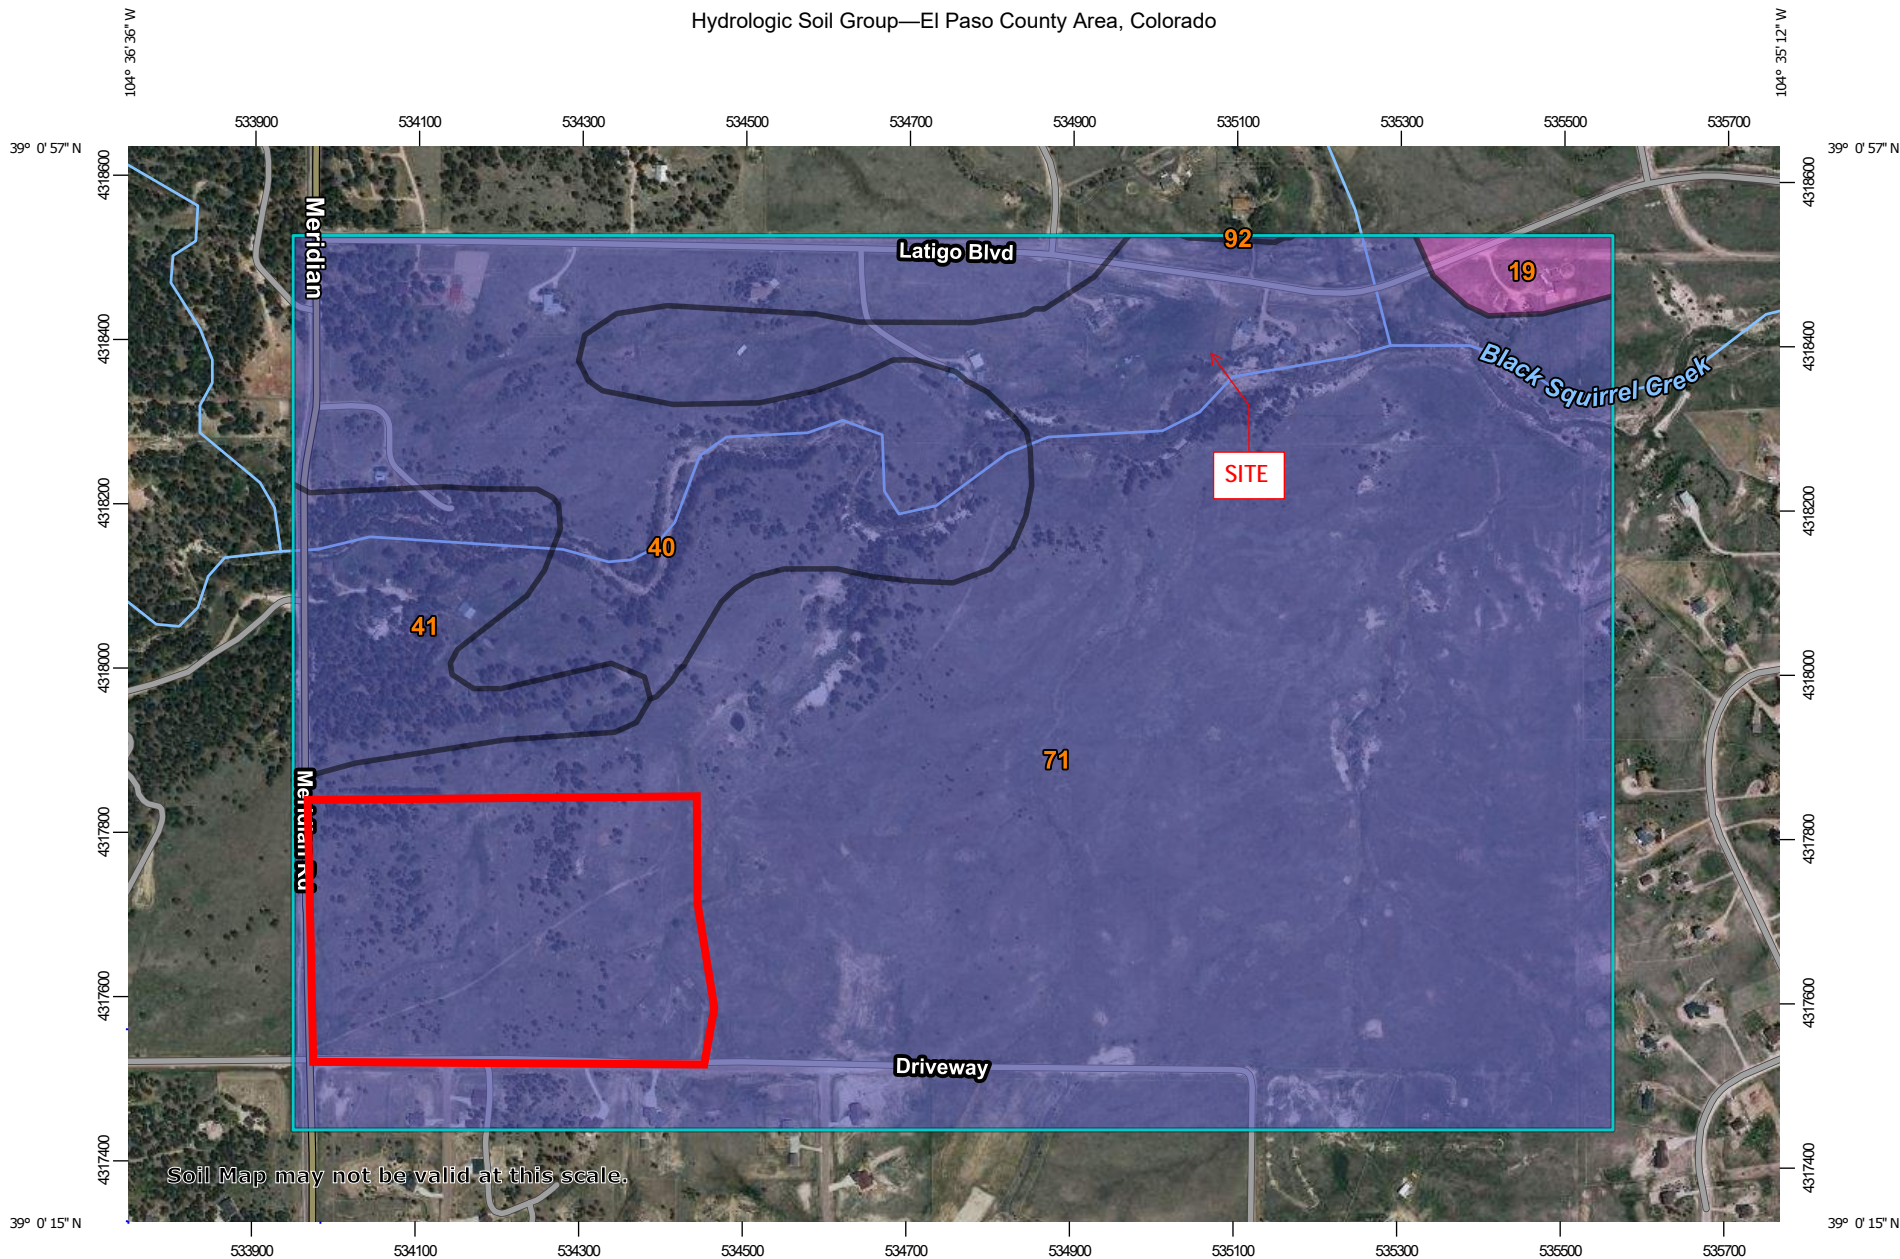 Hydrologic Soil Group—El Paso County Area, Colorado
104° 36' 36" W
104° 35' 12" W
533900 534100 534300 534500 534700 534900 535100 535300 535500 535700
39° 0' 57" N
39° 0' 57" N
4318600
4318600
Meridian
92
Latigo Blvd
19
4318400
4318400
Black Squirrel Creek
SITE
4318200
4318200
40
41
4318000
4318000
71
Meridian Rd
4317800
4317800
4317600
4317600
Driveway
4317400
4317400
Soil Map may not be valid at this scale.
39° 0' 15" N
39° 0' 15" N
533900 534100 534300 534500 534700 534900 535100 535300 535500 535700